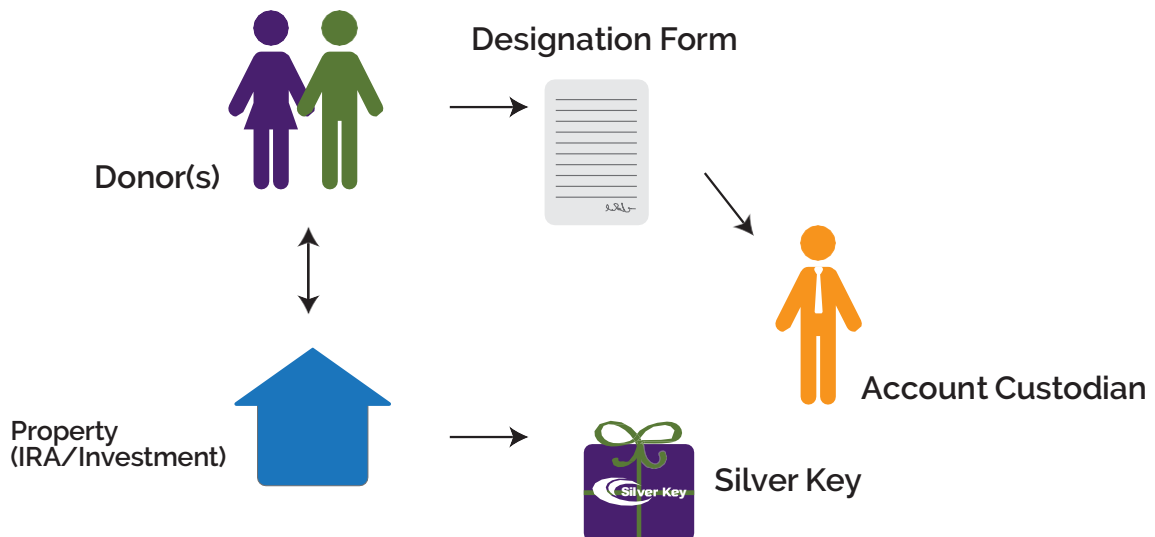 Designation Form
Donor(s)
Account Custodian
Property
(IRA/Investment)
Silver Key
Silver Key